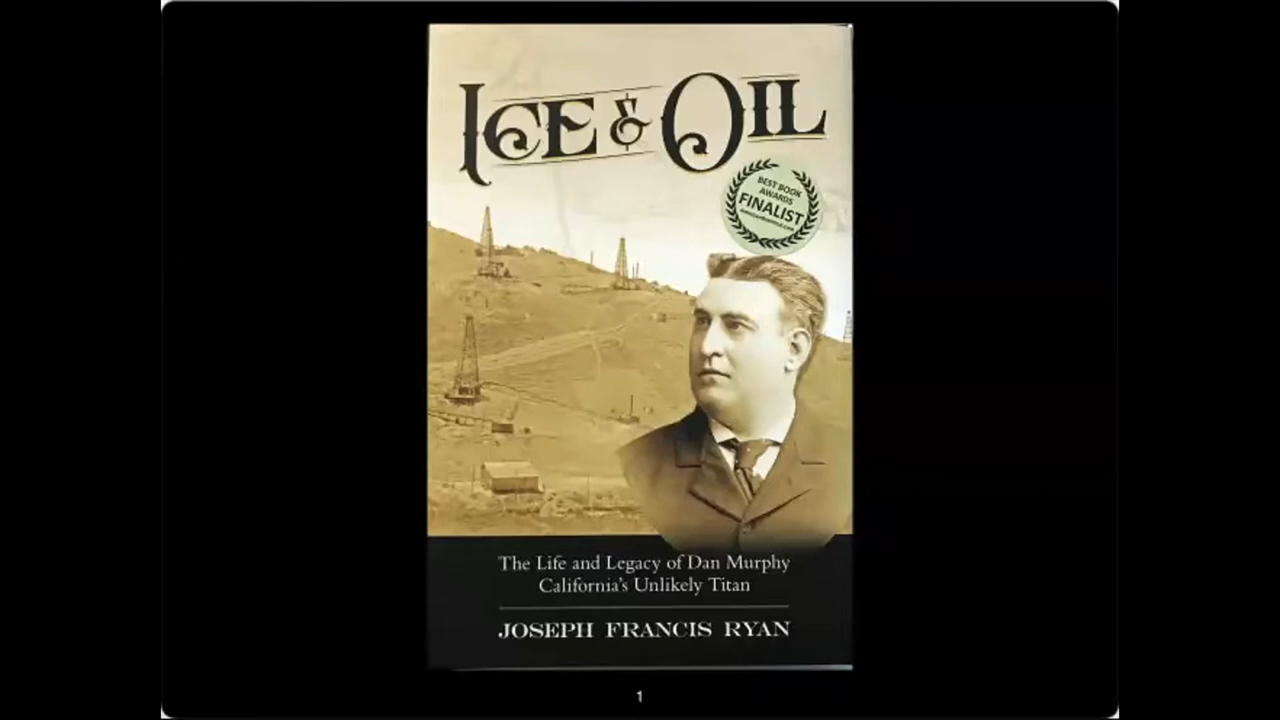 ICE & OIL
BEST BOOK
AWARDS
FINALIST
The Life and Legacy of Dan Murphy
California's Unlikely Titan
JOSEPH FRANCIS RYAN
1